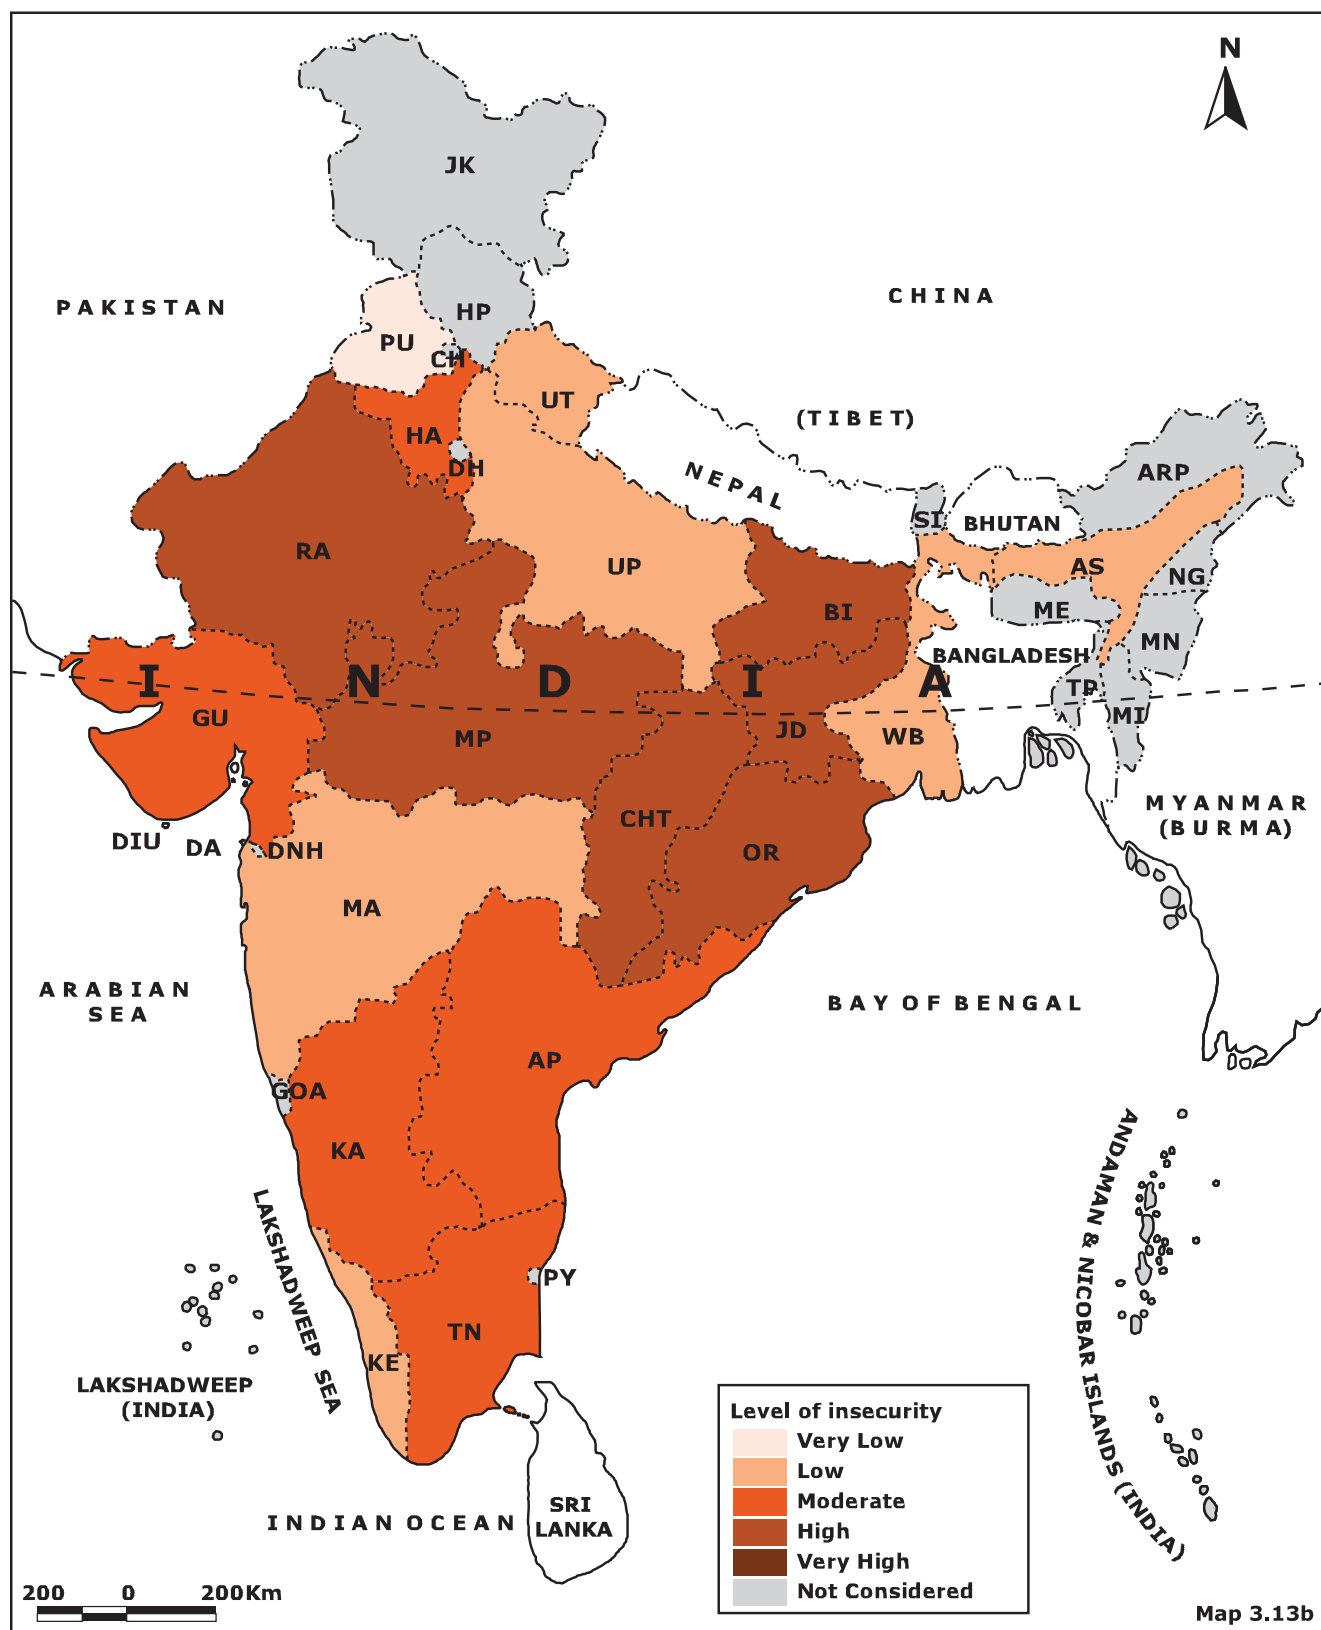 N
JK
PAKISTAN
HP
CHINA
PU
CH
UT
(TIBET)
HA
DH
NEPAL
ARP
SI
BHUTAN
RA
UP
AS
NG
BI
ME
MN
BANGLADESH
I N D I A
TP
GU
MP
JD
WB
MI
MYANMAR
(BURMA)
CHT
DIU
DA
DNH
OR
MA
ARABIAN
SEA
BAY OF BENGAL
AP
GOA
KA
ANDAMAN & NICOBAR ISLANDS (INDIA)
LAKSHADWEEP SEA
PY
TN
KE
LAKSHADWEEP
(INDIA)
Level of insecurity
Very Low
Low
Moderate
High
Very High
Not Considered
SRI
LANKA
INDIAN OCEAN
200 0 200Km
Map 3.13b